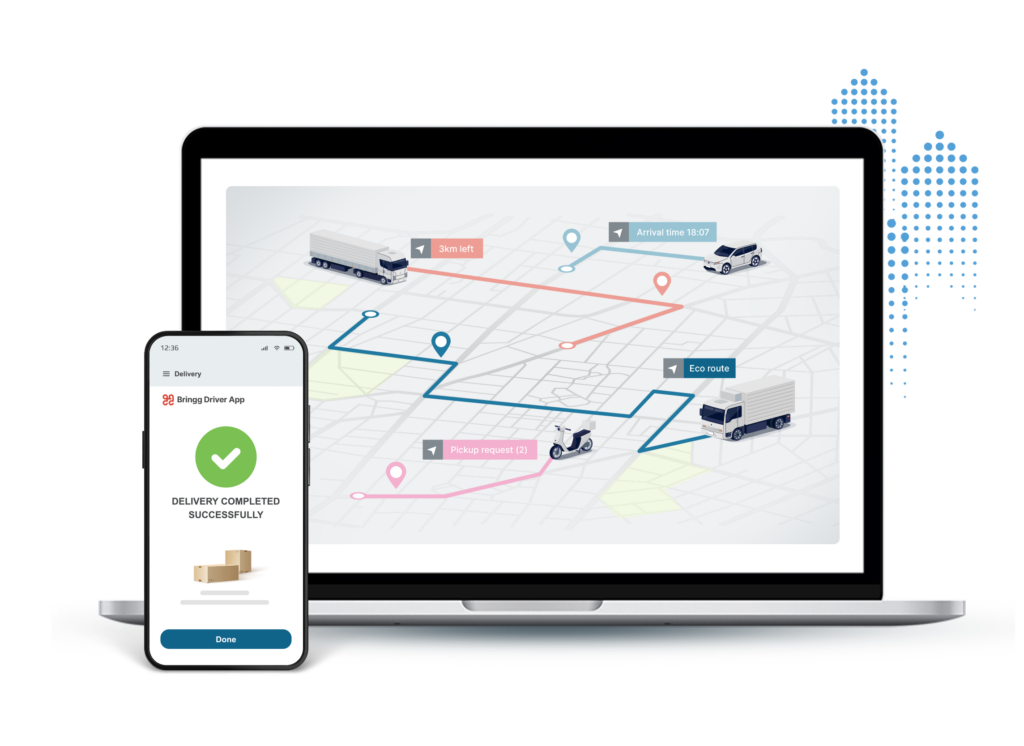 3km left
Arrival time 18:07
Eco route
Pickup request (2)
12:36
Delivery
Bringg Driver App
DELIVERY COMPLETED
SUCCESSFULLY
Done